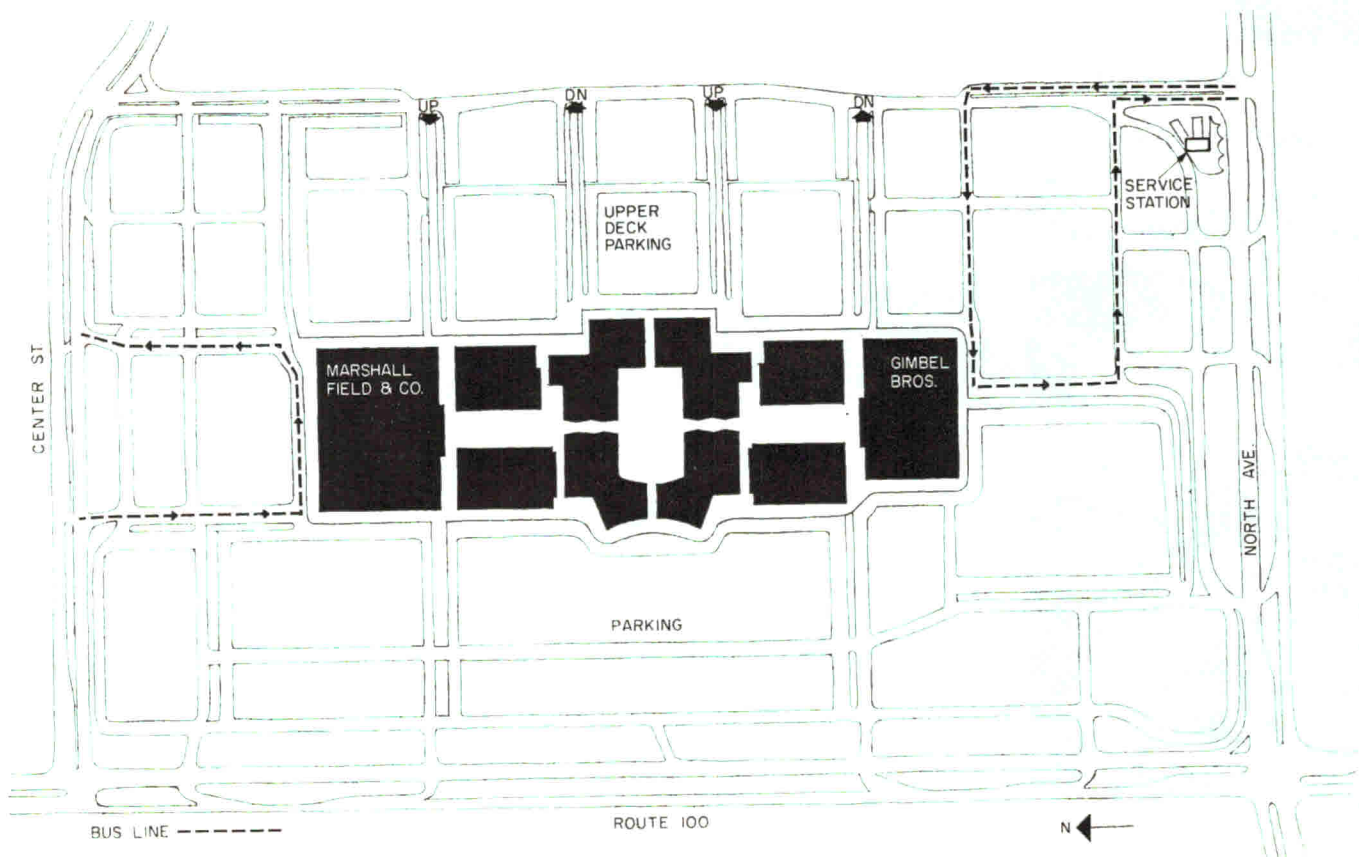 UP
DN
UP
DN
SERVICE
STATION
UPPER
DECK
PARKING
MARSHALL
FIELD & CO.
GIMBEL
BROS.
CENTER ST.
NORTH AVE.
PARKING
BUS LINE
ROUTE 100
N